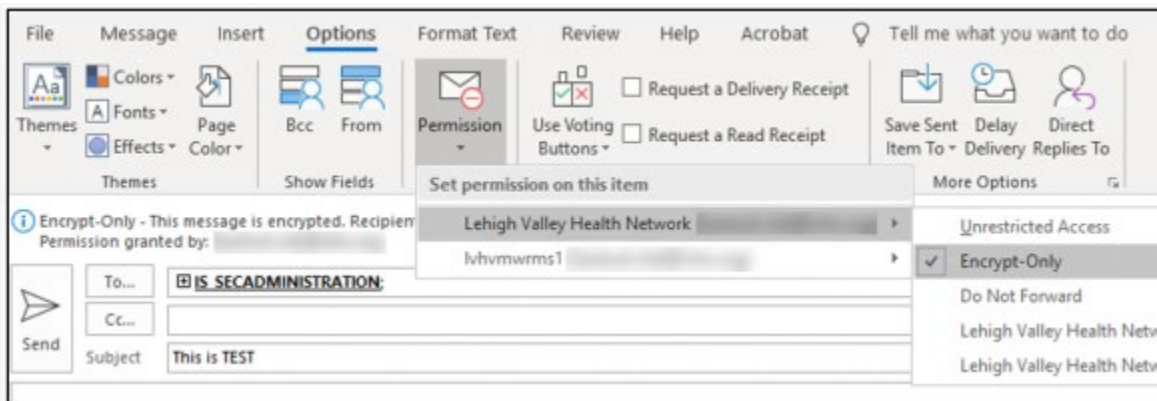 File Message Insert Options Format Text Review Help Acrobat Tell me what you want to do
Aa Colors
A Fonts
Effects
Themes
Page
Color
Bcc From
Permission
Use Voting
Buttons
Request a Delivery Receipt
Request a Read Receipt
Save Sent
Item To
Delay
Delivery
Direct
Replies To
Themes Show Fields More Options
Set permission on this item
Lehigh Valley Health Network
lvhvmwrms1
Unrestricted Access
Encrypt-Only
Do Not Forward
Lehigh Valley Health Netw
Lehigh Valley Health Netw
Encrypt-Only - This message is encrypted. Recipien
Permission granted by:
Send
To... IS_SECADMINISTRATION;
Cc...
Subject This is TEST